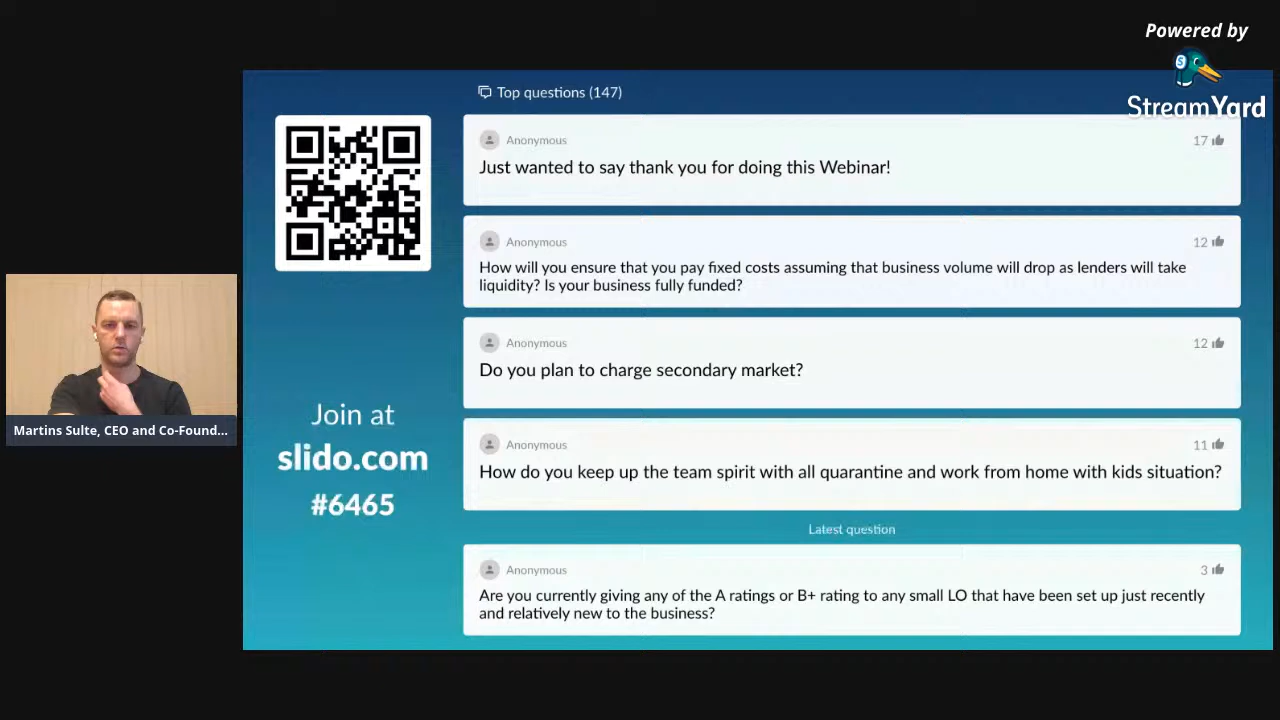 Powered by
StreamYard
Top questions (147)
Anonymous
17
Just wanted to say thank you for doing this Webinar!
Anonymous
12
How will you ensure that you pay fixed costs assuming that business volume will drop as lenders will take
liquidity? Is your business fully funded?
Anonymous
12
Do you plan to charge secondary market?
Anonymous
11
How do you keep up the team spirit with all quarantine and work from home with kids situation?
Latest question
Anonymous
3
Are you currently giving any of the A ratings or B+ rating to any small LO that have been set up just recently
and relatively new to the business?
Join at
slido.com
#6465
Martins Sulte, CEO and Co-Found...